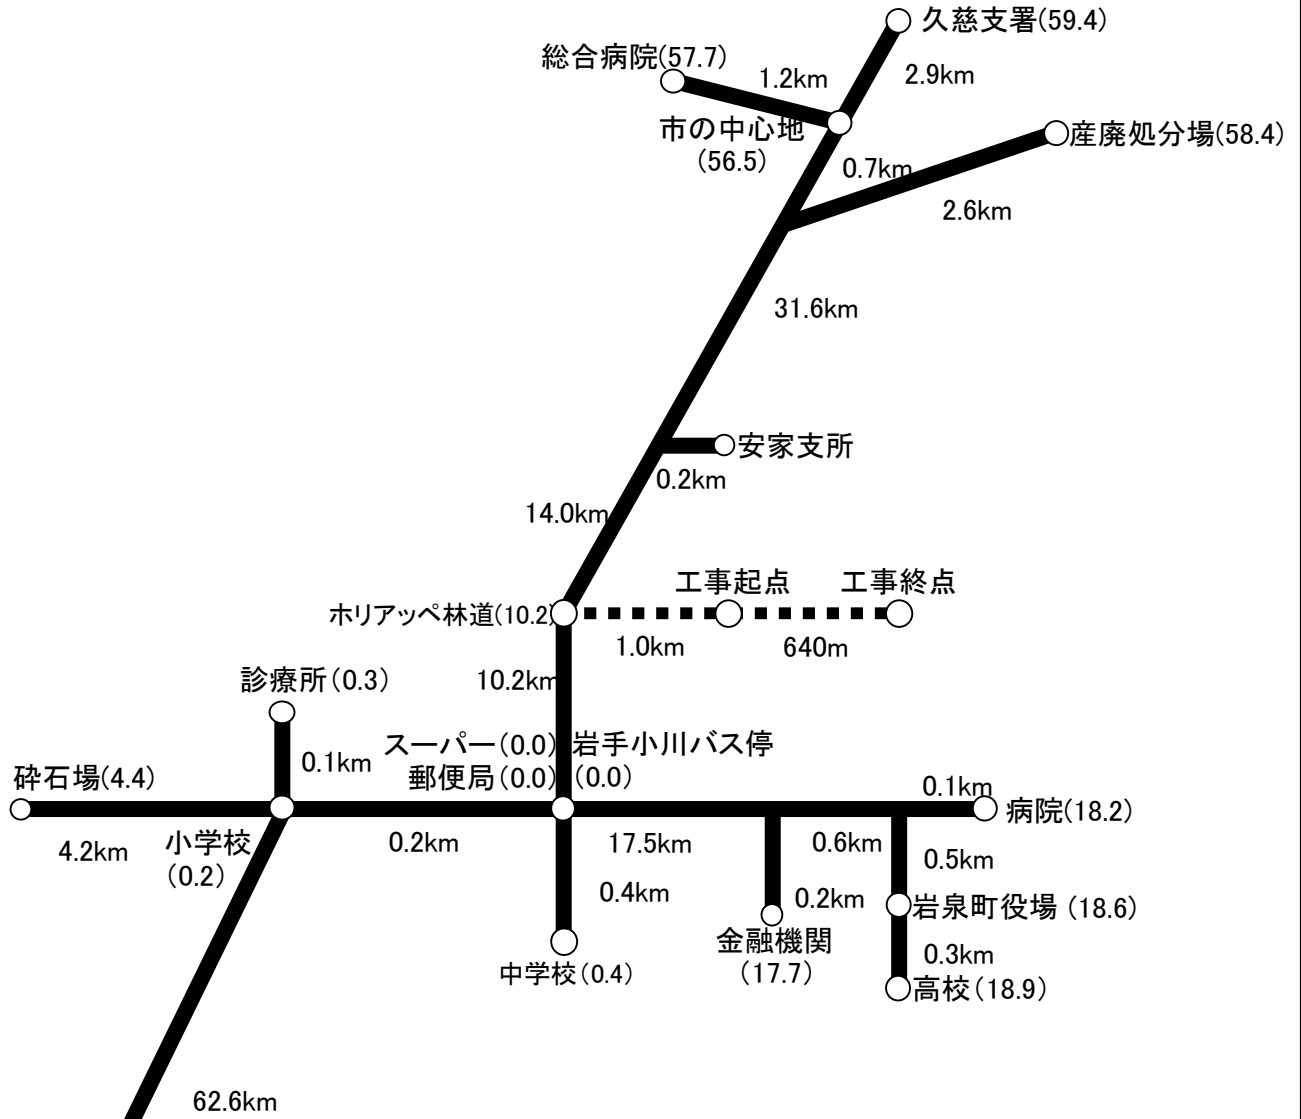 久慈支署(59.4)
総合病院(57.7)
1.2km
2.9km
市の中心地
(56.5)
産廃処分場(58.4)
0.7km
2.6km
31.6km
安家支所
0.2km
14.0km
工事起点
工事終点
ホリアッペ林道(10.2)
1.0km
640m
診療所(0.3)
10.2km
スーパー(0.0)
岩手小川バス停
0.1km
郵便局(0.0)
(0.0)
砕石場(4.4)
0.1km
病院(18.2)
4.2km
小学校
(0.2)
0.2km
17.5km
0.6km
0.5km
0.4km
0.2km
岩泉町役場 (18.6)
金融機関
(17.7)
0.3km
中学校(0.4)
高校(18.9)
62.6km